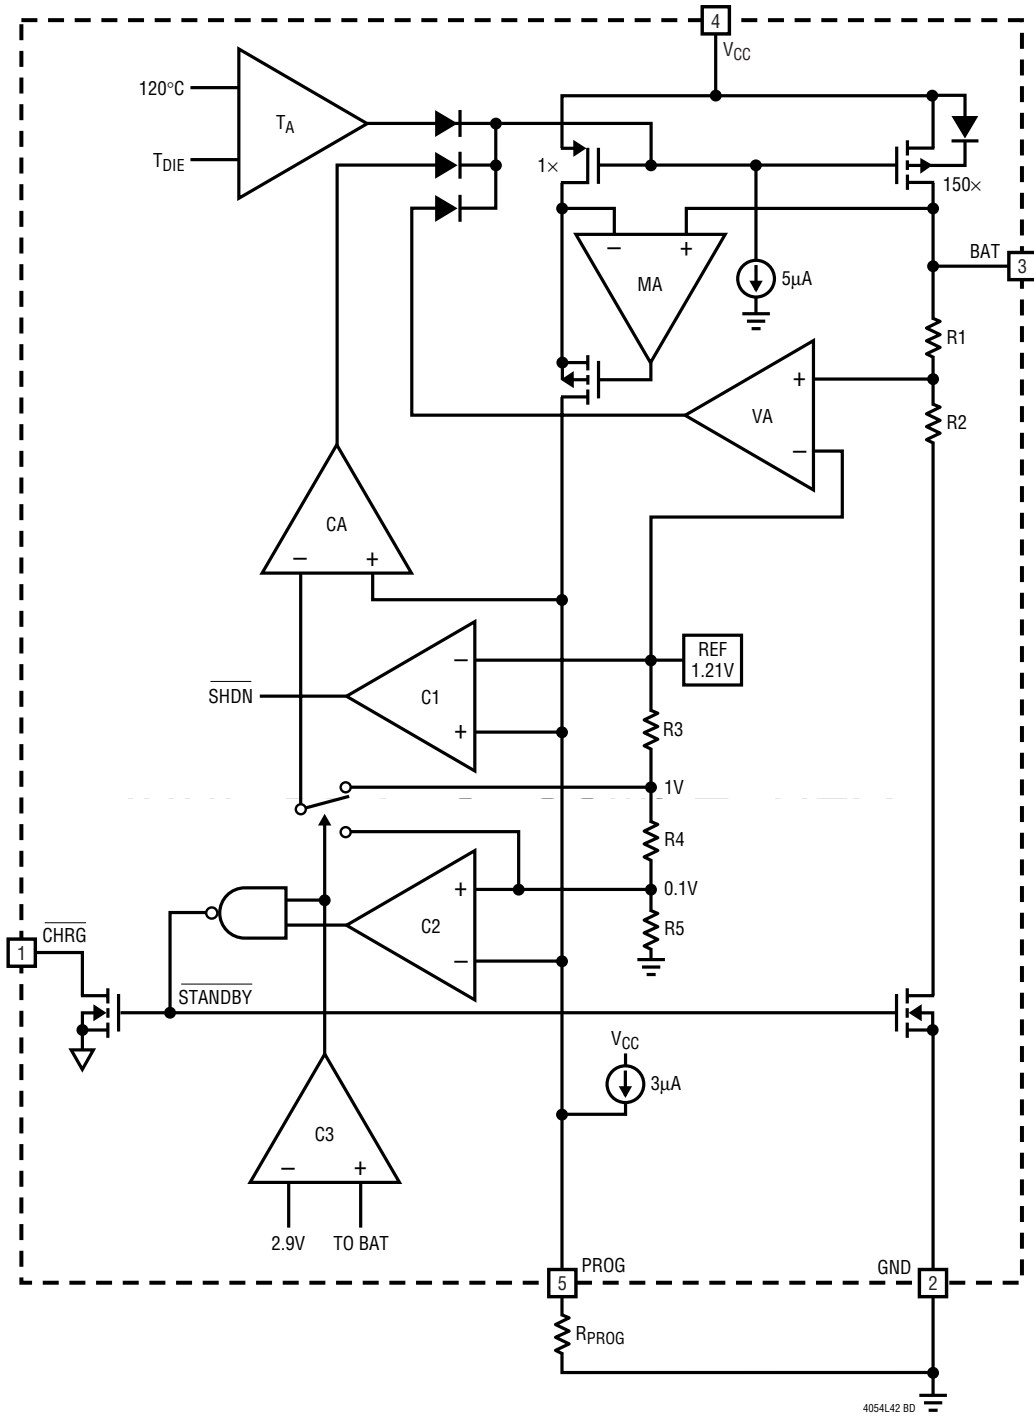 4
VCC
120°C
TA
TDIE
1×
150×
BAT
3
– +
MA
5µA
R1
+
VA
–
R2
CA
– +
REF
1.21V
–
C1
+
SHDN
R3
1V
R4
+
0.1V
C2
–
R5
CHRG
1
STANDBY
VCC
3µA
C3
– +
2.9V
TO BAT
PROG
5
GND
2
RPROG
4054L42 BD